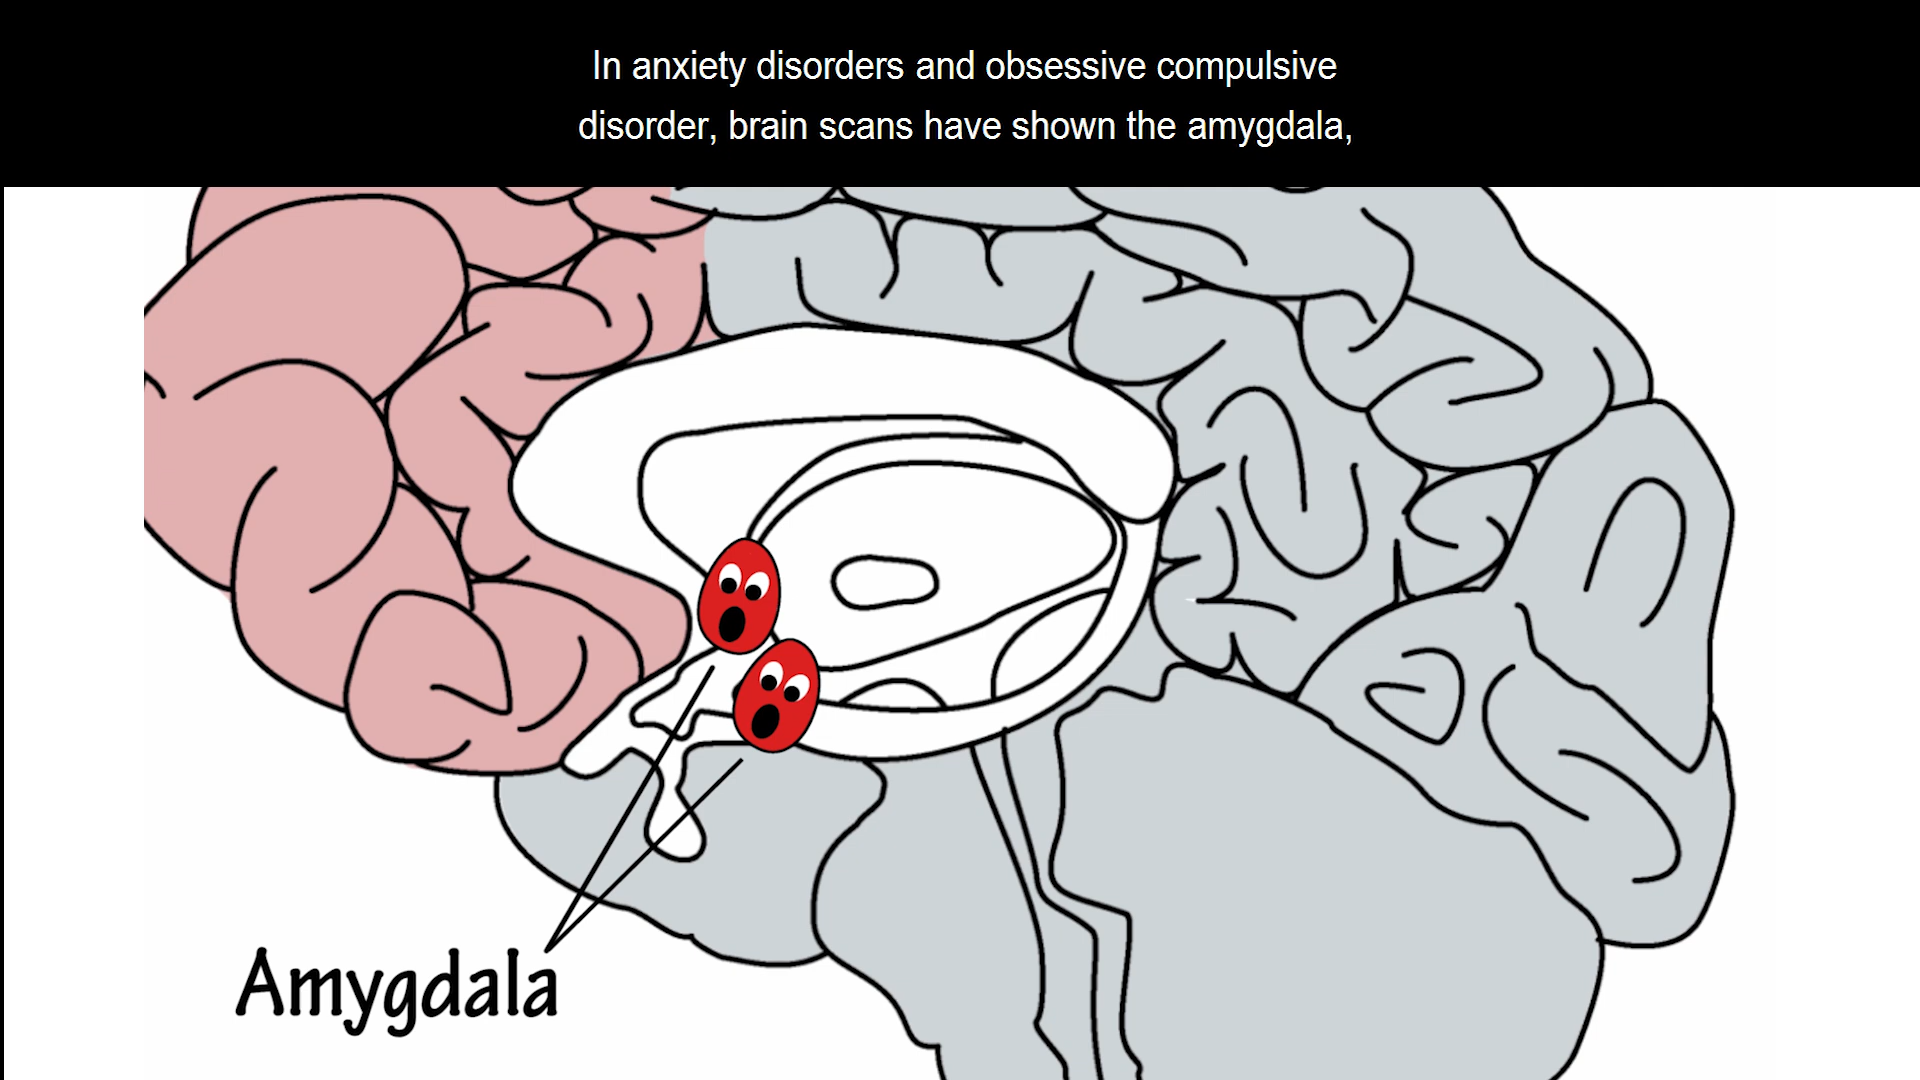 In anxiety disorders and obsessive compulsive
disorder, brain scans have shown the amygdala,
Amygdala